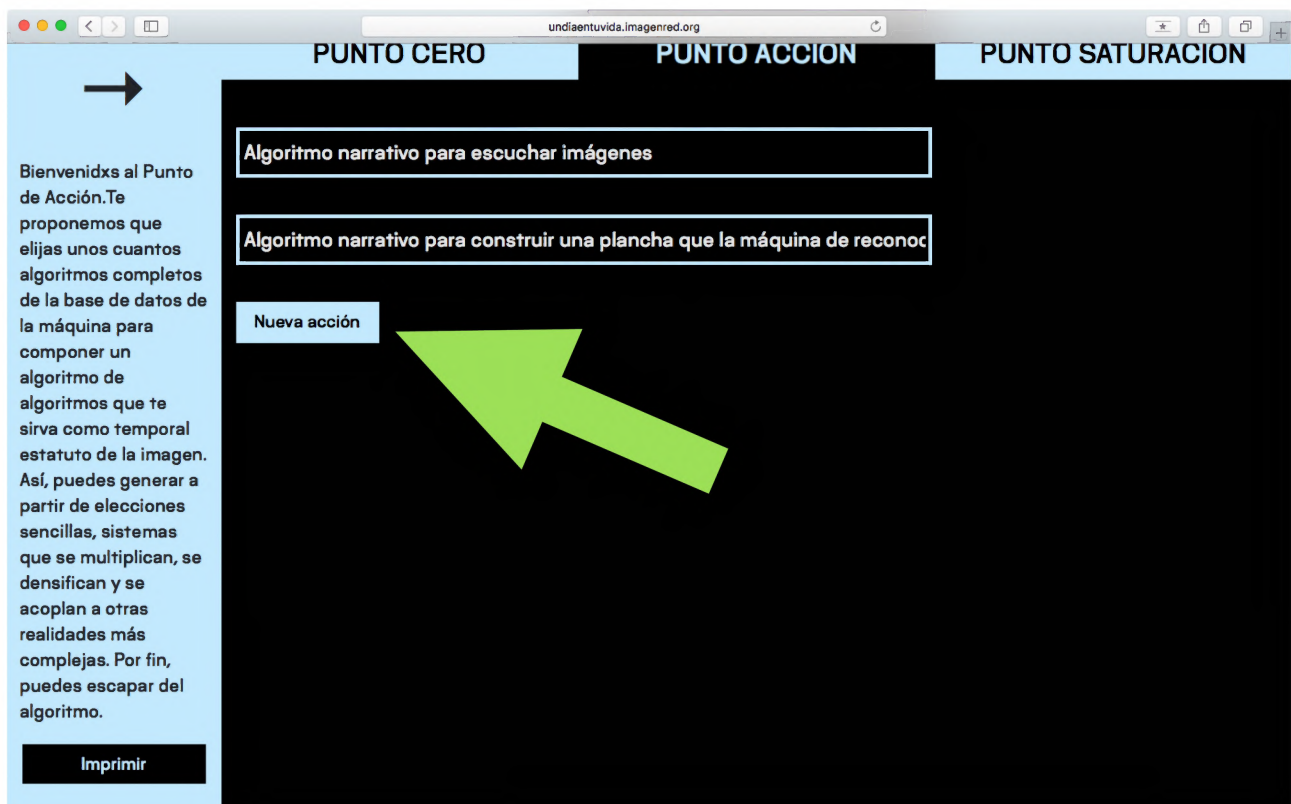 undiaentuvida.imagenred.org
PUNTO CERO
PUNTO ACCIÓN
PUNTO SATURACIÓN
Bienvenidxs al Punto
de Acción.Te
proponemos que
elijas unos cuantos
algoritmos completos
de la base de datos de
la máquina para
componer un
algoritmo de
algoritmos que te
sirva como temporal
estatuto de la imagen.
Así, puedes generar a
partir de elecciones
sencillas, sistemas
que se multiplican, se
densifican y se
acoplan a otras
realidades más
complejas. Por fin,
puedes escapar del
algoritmo.
Imprimir
Algoritmo narrativo para escuchar imágenes
Algoritmo narrativo para construir una plancha que la máquina de reconoc
Nueva acción